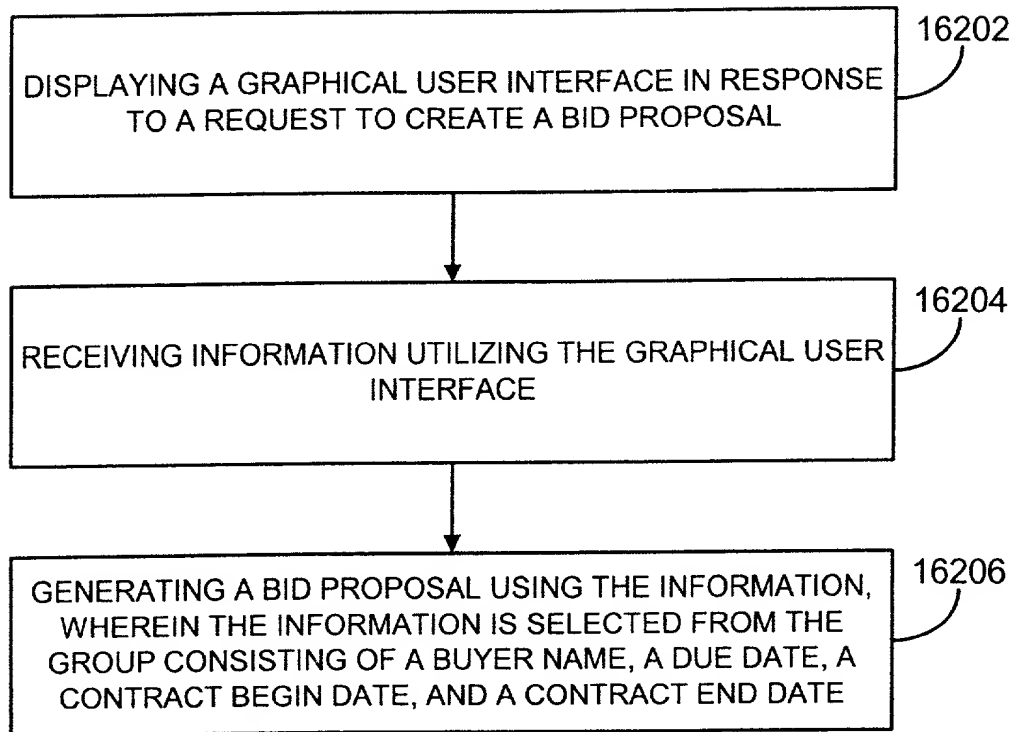 16202
DISPLAYING A GRAPHICAL USER INTERFACE IN RESPONSE
TO A REQUEST TO CREATE A BID PROPOSAL
16204
RECEIVING INFORMATION UTILIZING THE GRAPHICAL USER
INTERFACE
16206
GENERATING A BID PROPOSAL USING THE INFORMATION,
WHEREIN THE INFORMATION IS SELECTED FROM THE
GROUP CONSISTING OF A BUYER NAME, A DUE DATE, A
CONTRACT BEGIN DATE, AND A CONTRACT END DATE